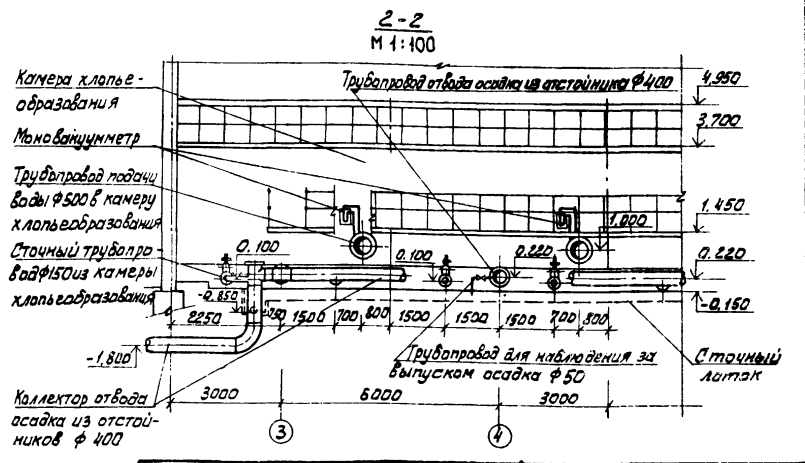 2-2
М 1:100
Камера хлопье-
образования
Трубопровод отвода осадка из отстойника Ф400
4,950
3,700
Моновакуумметр
Трубопровод подачи
воды Ф500 в камеру
хлопьеобразования
1.450
1,000
Сточный трубопро-
вод Ф150 из камеры
хлопьеобразования
0.100
0.100
0.220
0.220
-0.850
-0,150
2250
750
1500
700
800
1500
1500
1500
700
800
-1,800
Трубопровод для наблюдения за
выпуском осадка Ф50
Сточный
лоток
Коллектор отвода
осадка из отстой-
ников Ф 400
3000
6000
3000
3
4